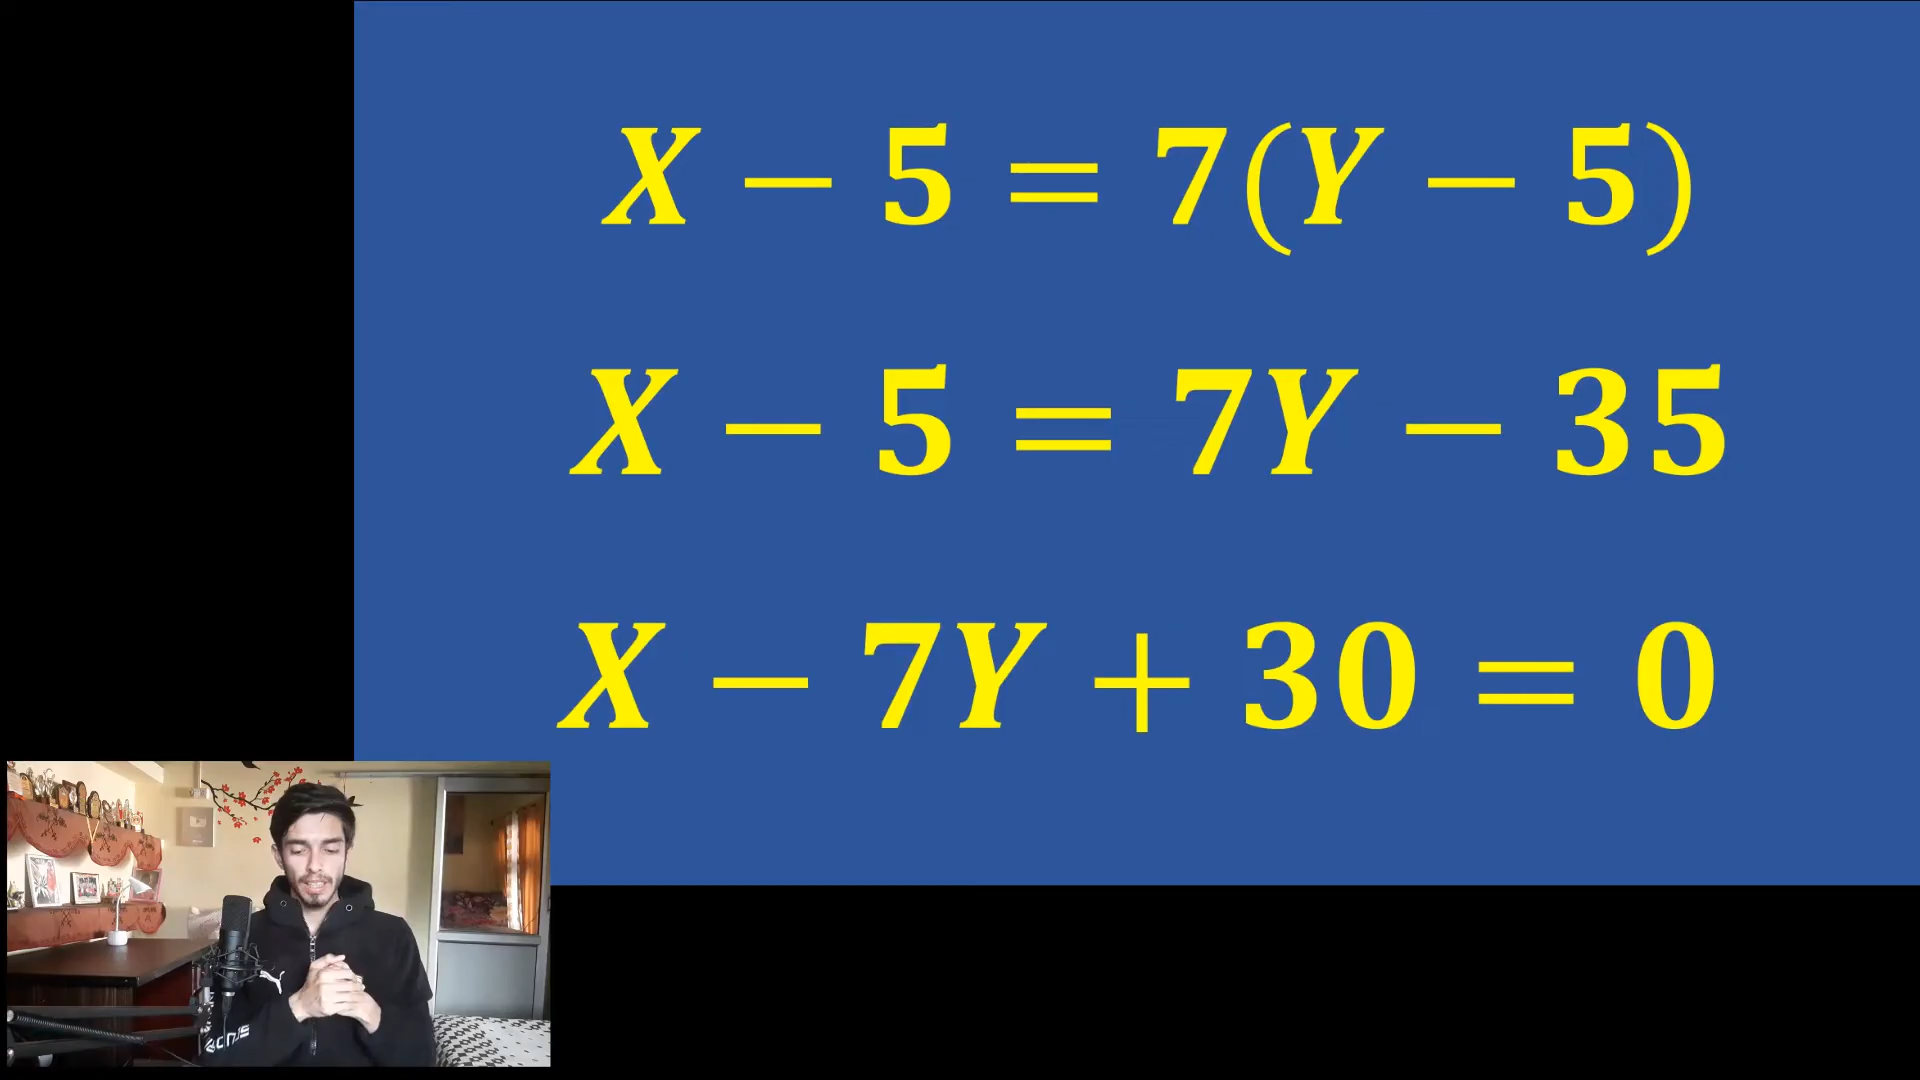 X − 5 = 7(Y − 5)
X − 5 = 7Y − 35
X − 7Y + 30 = 0